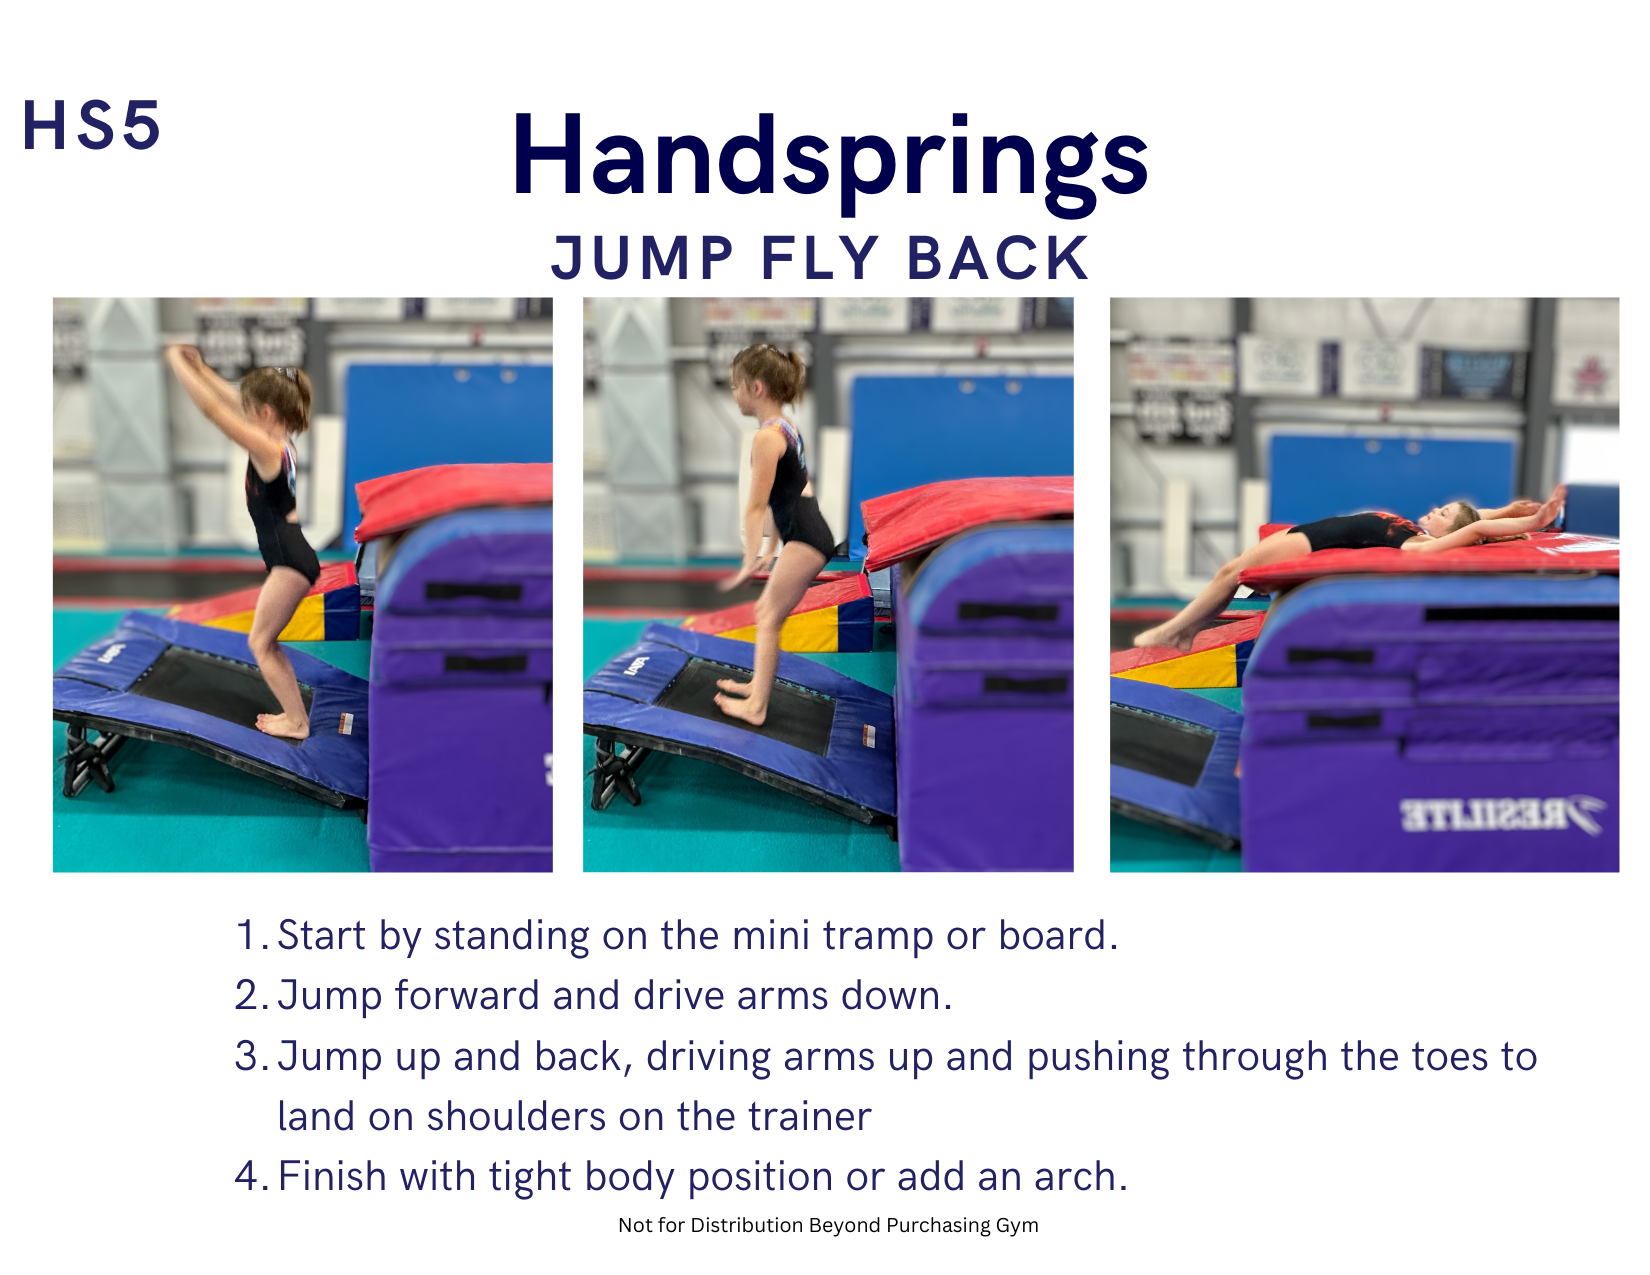 HS5
Handsprings
JUMP FLY BACK
RESILITE
1. Start by standing on the mini tramp or board.
2. Jump forward and drive arms down.
3. Jump up and back, driving arms up and pushing through the toes to
land on shoulders on the trainer
4. Finish with tight body position or add an arch.
Not for Distribution Beyond Purchasing Gym